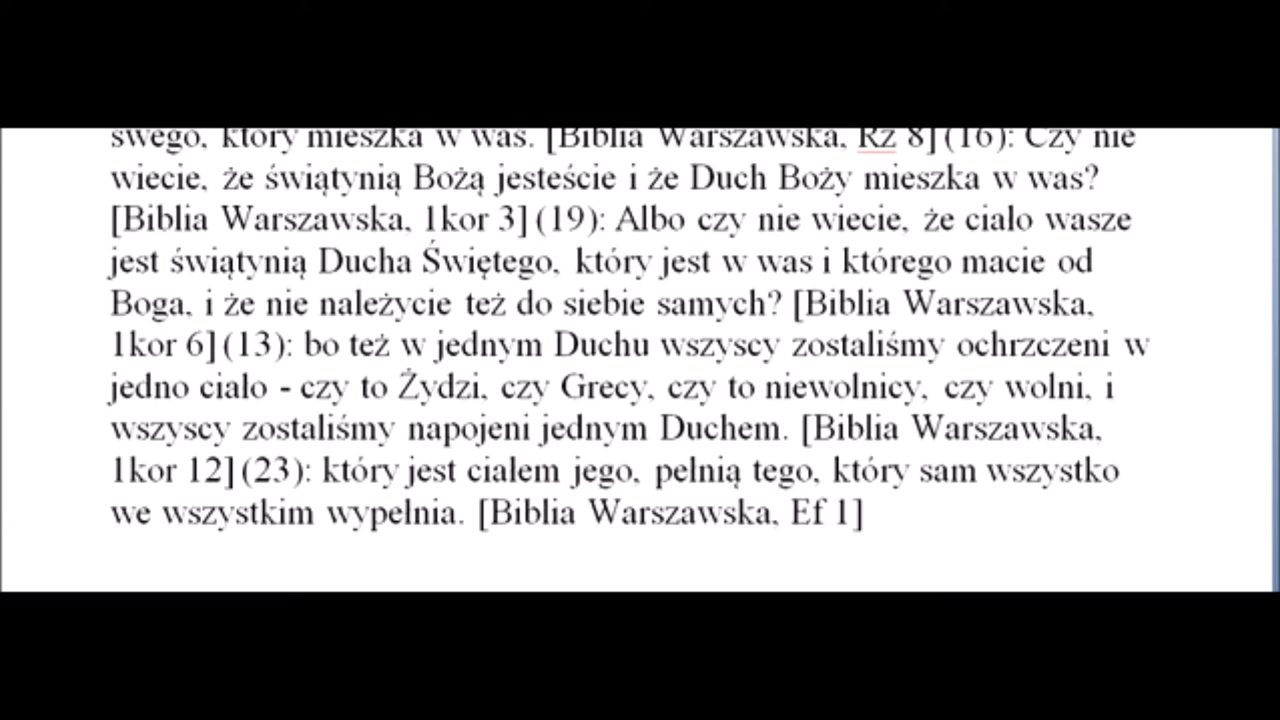 swego, który mieszka w was. [Biblia Warszawska, Rz 8](16): Czy nie
wiecie, że świątynią Bożą jesteście i że Duch Boży mieszka w was?
[Biblia Warszawska, 1kor 3](19): Albo czy nie wiecie, że ciało wasze
jest świątynią Ducha Świętego, który jest w was i którego macie od
Boga, i że nie należycie też do siebie samych? [Biblia Warszawska,
1kor 6](13): bo też w jednym Duchu wszyscy zostaliśmy ochrzczeni w
jedno ciało - czy to Żydzi, czy Grecy, czy to niewolnicy, czy wolni, i
wszyscy zostaliśmy napojeni jednym Duchem. [Biblia Warszawska,
1kor 12](23): który jest ciałem jego, pełnią tego, który sam wszystko
we wszystkim wypełnia. [Biblia Warszawska, Ef 1]